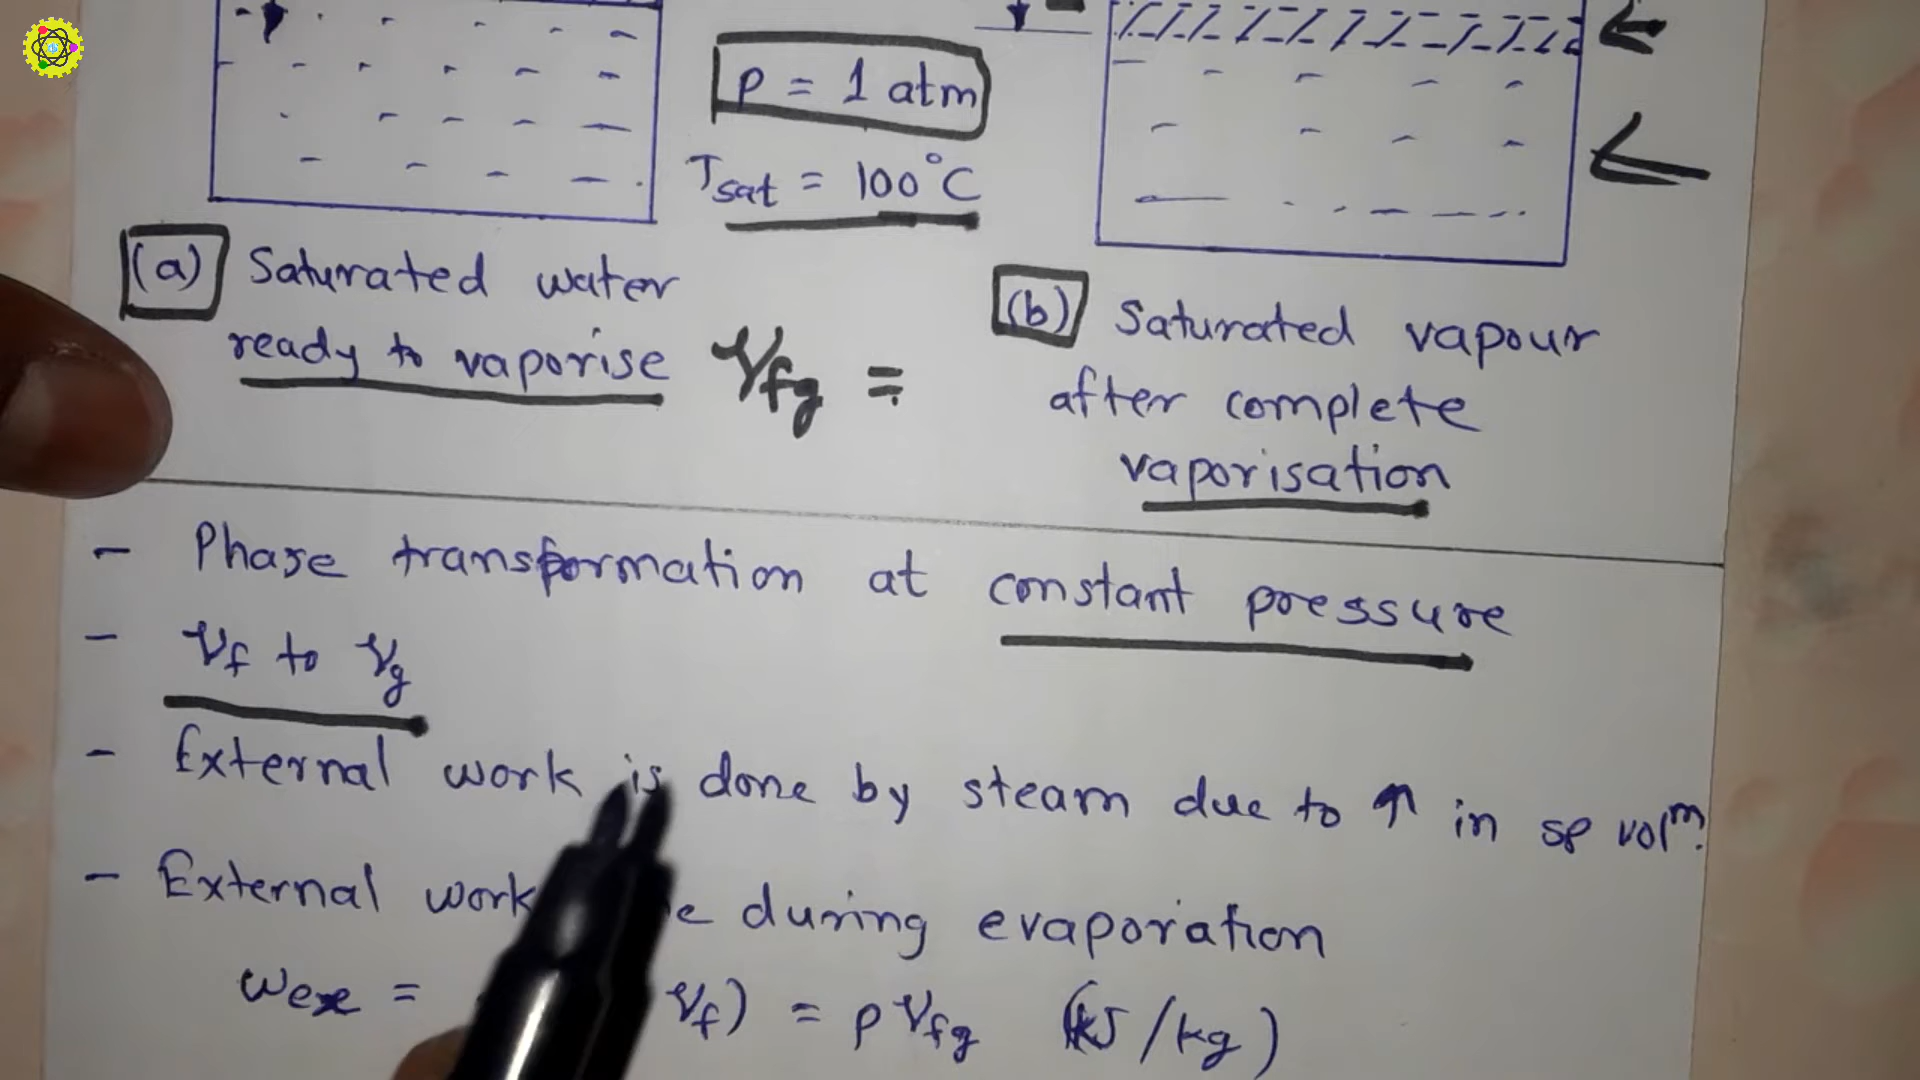 p = 1 atm
Tsat = 100°C
(a) Saturated water
ready to vaporise
Vfg =
(b) Saturated vapour
after complete
vaporisation
- Phase transformation at constant pressure
- Vf to Vg
- External work is done by steam due to ↑ in sp volm.
- External work during evaporation
Wex = Vf) = p Vfg (kJ/kg)